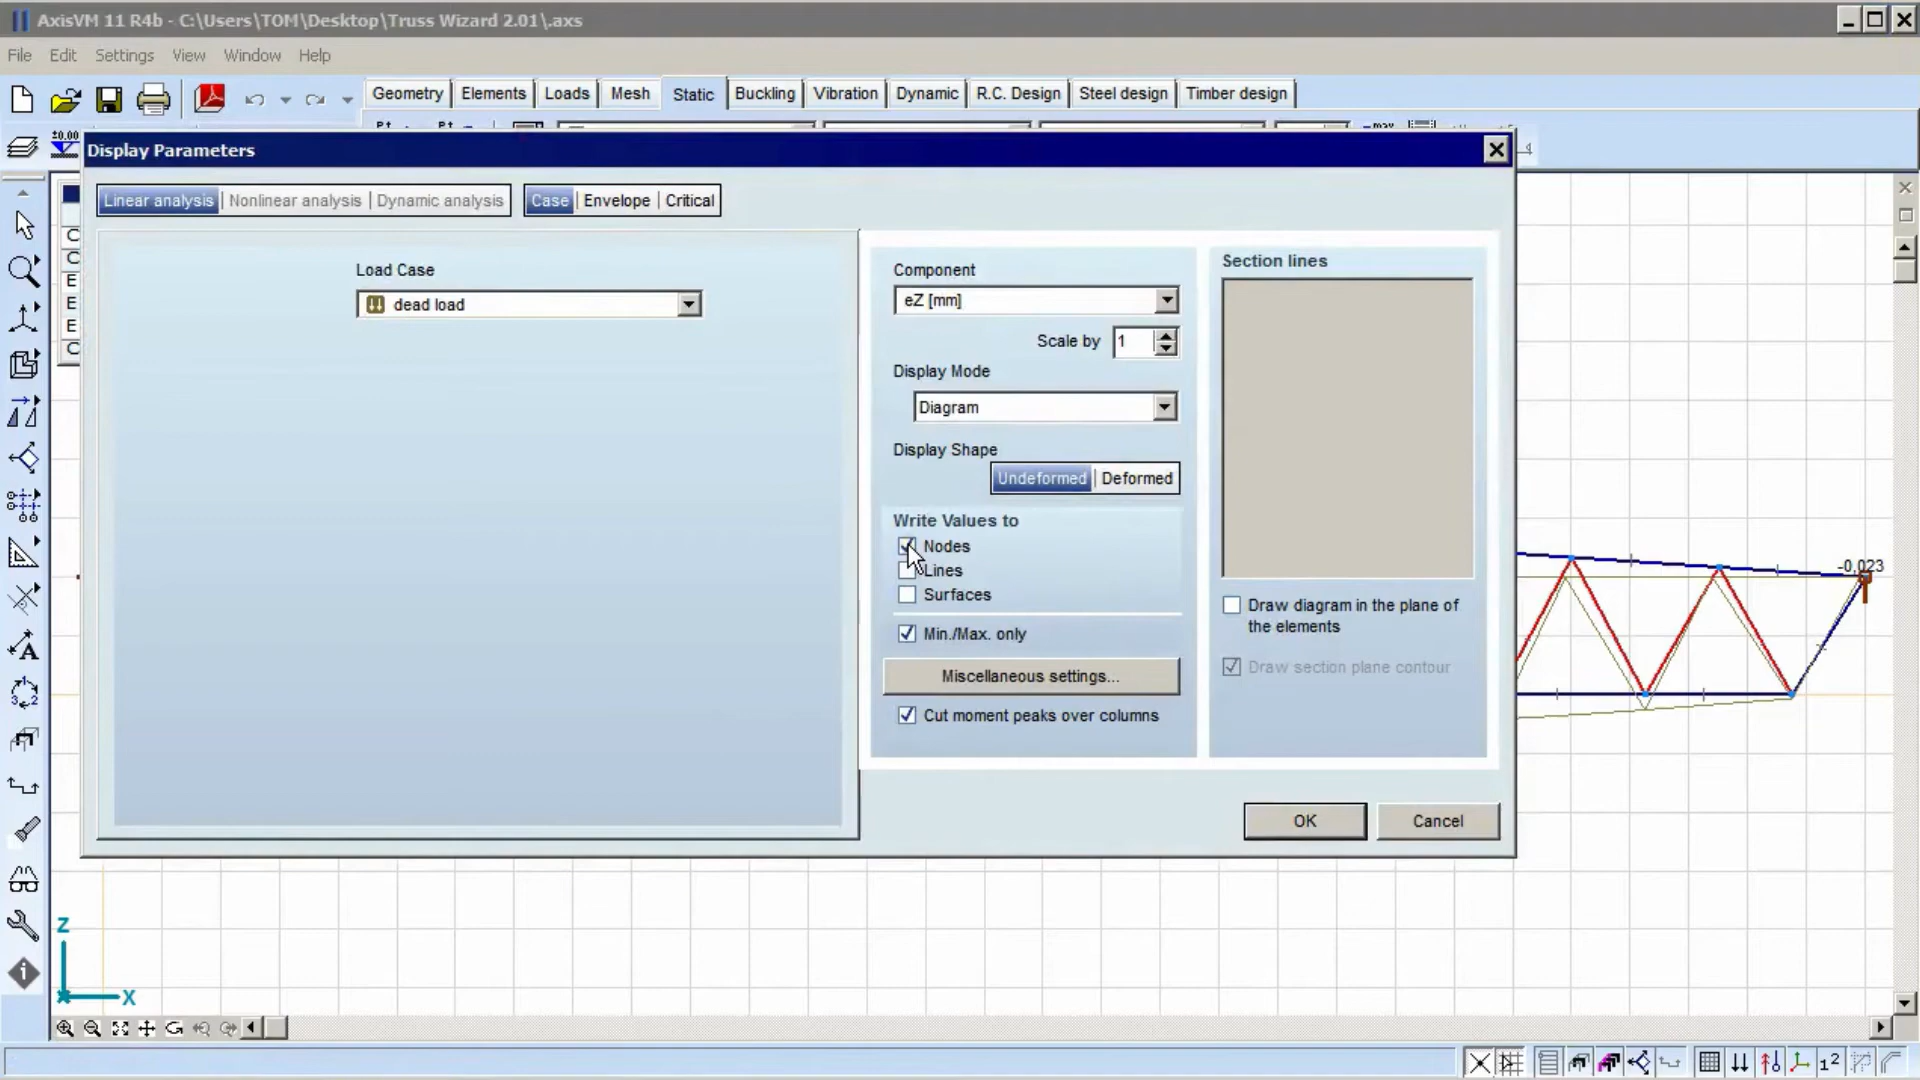 AxisVM 11 R4b - C:\Users\TOM\Desktop\Truss Wizard 2.01\.axs
File Edit Settings View Window Help
Geometry Elements Loads Mesh Static Buckling Vibration Dynamic R.C. Design Steel design Timber design
±0,00
Display Parameters
Linear analysis Nonlinear analysis Dynamic analysis Case Envelope Critical
Load Case
dead load
Component
eZ [mm]
Scale by 1
Display Mode
Diagram
Display Shape
Undeformed Deformed
Write Values to
Nodes
Lines
Surfaces
Min./Max. only
Miscellaneous settings...
Cut moment peaks over columns
Section lines
Draw diagram in the plane of
the elements
Draw section plane contour
OK Cancel
C
C
E
E
E
C
-0,023
Z
X